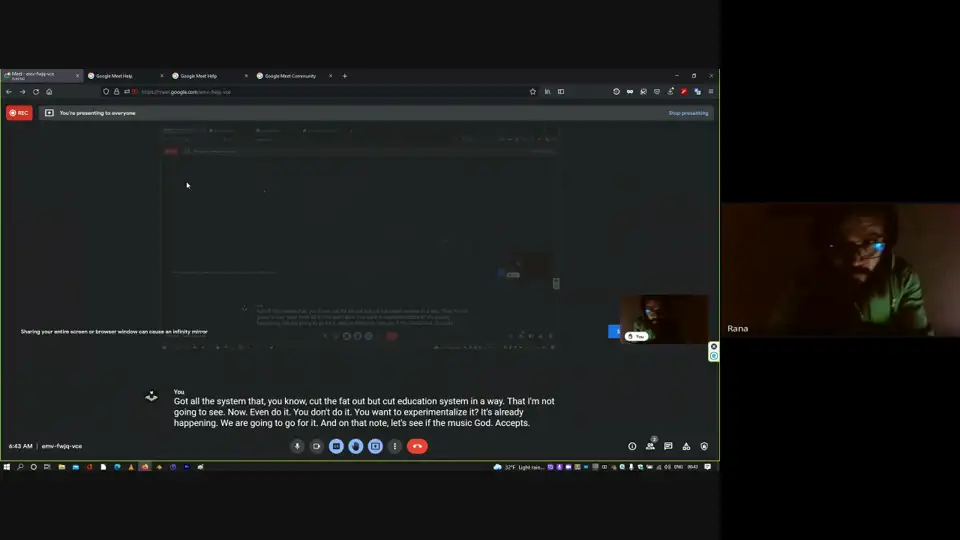 Meet - emv-fwjq-vce
Google Meet Help
Google Meet Help
Google Meet Community
https://meet.google.com/emv-fwjq-vce
REC
You're presenting to everyone
Stop presenting
Sharing your entire screen or browser window can cause an infinity mirror
You
Rana
You
Got all the system that, you know, cut the fat out but cut education system in a way. That I'm not
going to see. Now. Even do it. You don't do it. You want to experimentalize it? It's already
happening. We are going to go for it. And on that note, let's see if the music God. Accepts.
6:43 AM | emv-fwjq-vce
2
32°F Light rain...
ENG
06:43